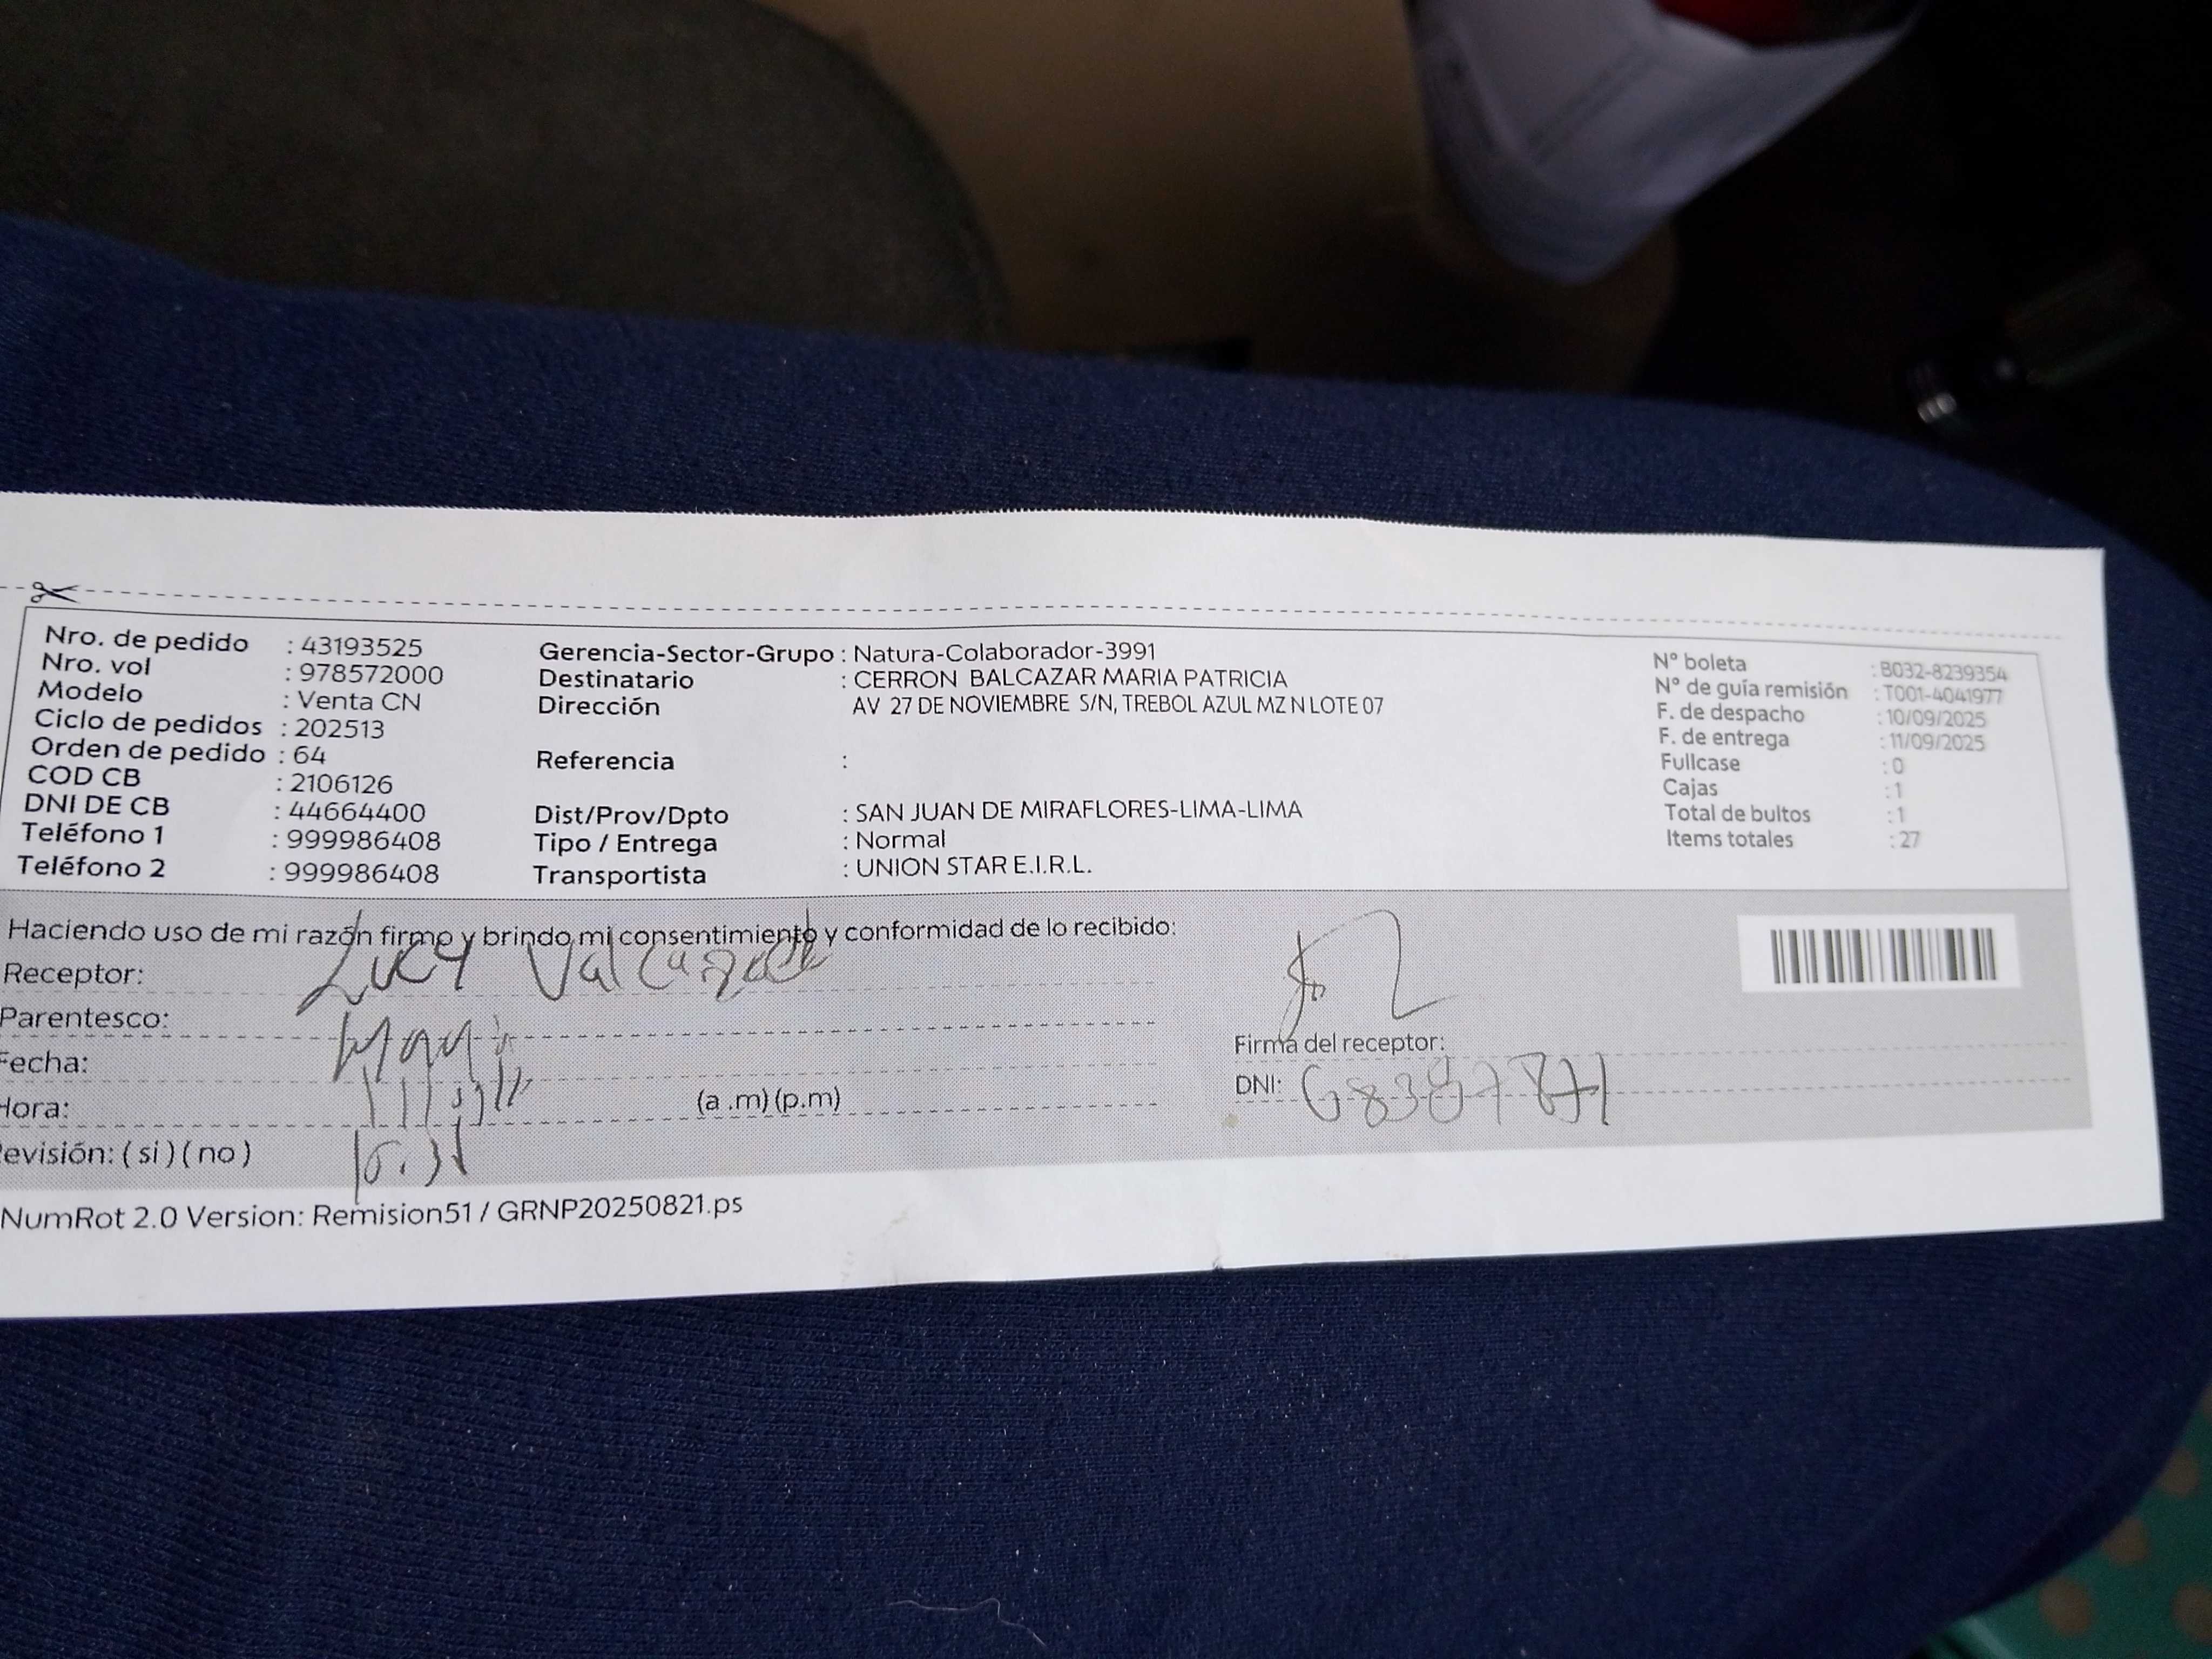 Nro. de pedido : 43193525
Nro. vol : 978572000
Modelo : Venta CN
Ciclo de pedidos : 202513
Orden de pedido : 64
COD CB : 2106126
DNI DE CB : 44664400
Teléfono 1 : 999986408
Teléfono 2 : 999986408
Gerencia-Sector-Grupo : Natura-Colaborador-3991
Destinatario : CERRON BALCAZAR MARIA PATRICIA
Dirección AV 27 DE NOVIEMBRE S/N, TREBOL AZUL MZ N LOTE 07
Referencia :
Dist/Prov/Dpto : SAN JUAN DE MIRAFLORES-LIMA-LIMA
Tipo / Entrega : Normal
Transportista : UNION STAR E.I.R.L.
N° boleta : B032-8239354
N° de guía remisión : T001-4041977
F. de despacho : 10/09/2025
F. de entrega : 11/09/2025
Fullcase : 0
Cajas : 1
Total de bultos : 1
Items totales : 27
Haciendo uso de mi razón firmo y brindo mi consentimiento y conformidad de lo recibido:
Receptor: Lucy
Parentesco:
Fecha:
Hora: (a .m) (p.m)
evisión: ( si ) ( no )
Firma del receptor:
DNI:
NumRot 2.0 Version: Remision51 / GRNP20250821.ps